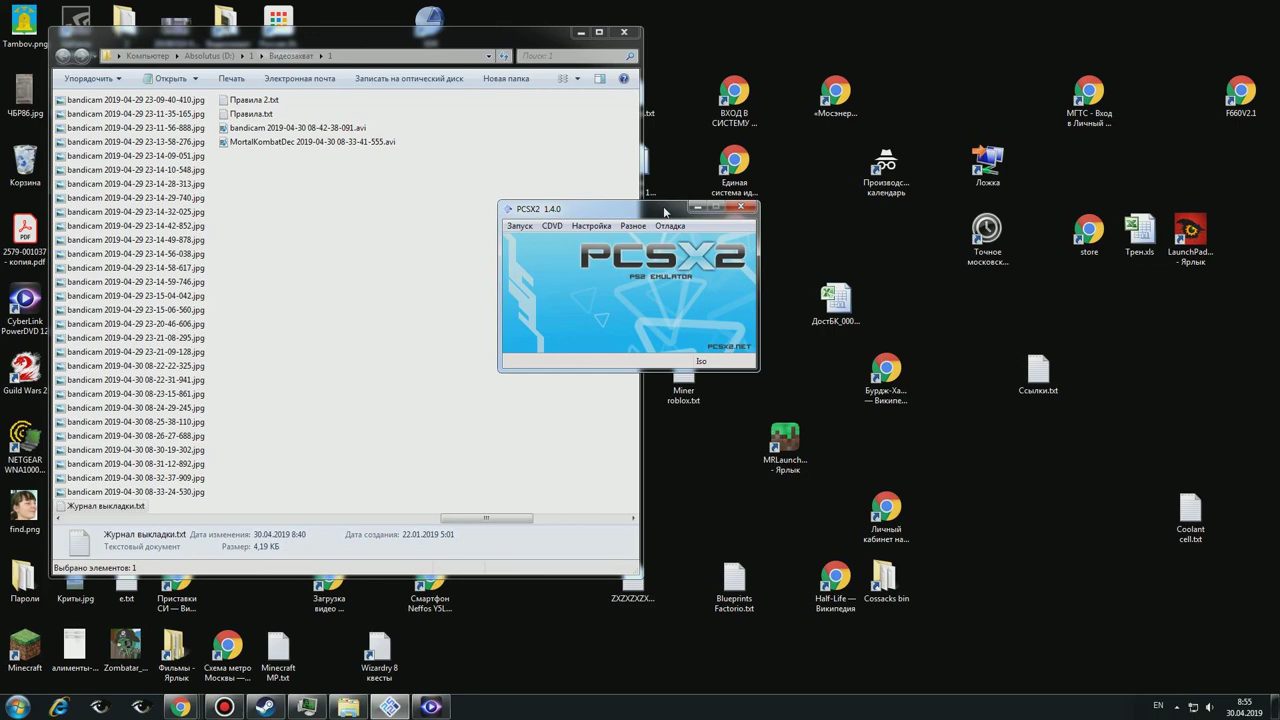 Tambov.png
ЧБР86.jpg
Корзина
2579-001037
- копия.pdf
CyberLink
PowerDVD 12
Guild Wars 2
NETGEAR
WNA1000...
find.png
Пароли
Minecraft
Компьютер
Absolutus (D:)
1
Видеозахват
1
Поиск: 1
Упорядочить
Открыть
Печать
Электронная почта
Записать на оптический диск
Новая папка
bandicam 2019-04-29 23-09-40-410.jpg
bandicam 2019-04-29 23-11-35-165.jpg
bandicam 2019-04-29 23-11-56-888.jpg
bandicam 2019-04-29 23-13-58-276.jpg
bandicam 2019-04-29 23-14-09-051.jpg
bandicam 2019-04-29 23-14-10-548.jpg
bandicam 2019-04-29 23-14-28-313.jpg
bandicam 2019-04-29 23-14-29-740.jpg
bandicam 2019-04-29 23-14-32-025.jpg
bandicam 2019-04-29 23-14-42-852.jpg
bandicam 2019-04-29 23-14-49-878.jpg
bandicam 2019-04-29 23-14-56-038.jpg
bandicam 2019-04-29 23-14-58-617.jpg
bandicam 2019-04-29 23-14-59-746.jpg
bandicam 2019-04-29 23-15-04-042.jpg
bandicam 2019-04-29 23-15-06-560.jpg
bandicam 2019-04-29 23-20-46-606.jpg
bandicam 2019-04-29 23-21-08-295.jpg
bandicam 2019-04-29 23-21-09-128.jpg
bandicam 2019-04-30 08-22-22-325.jpg
bandicam 2019-04-30 08-22-31-941.jpg
bandicam 2019-04-30 08-23-15-861.jpg
bandicam 2019-04-30 08-24-29-245.jpg
bandicam 2019-04-30 08-25-38-110.jpg
bandicam 2019-04-30 08-26-27-688.jpg
bandicam 2019-04-30 08-30-19-302.jpg
bandicam 2019-04-30 08-31-12-892.jpg
bandicam 2019-04-30 08-32-37-909.jpg
bandicam 2019-04-30 08-33-24-530.jpg
Журнал выкладки.txt
Правила 2.txt
Правила.txt
bandicam 2019-04-30 08-42-38-091.avi
MortalKombatDec 2019-04-30 08-33-41-555.avi
Журнал выкладки.txt
Дата изменения: 30.04.2019 8:40
Дата создания: 22.01.2019 5:01
Текстовый документ
Размер: 4,19 КБ
Выбрано элементов: 1
PCSX2 1.4.0
Запуск
CDVD
Настройка
Разное
Отладка
PCSX2
PS2 EMULATOR
PCSX2.NET
Iso
.txt
1...
ВХОД В
СИСТЕМУ ...
«Мосэнер...
МГТС - Вход
в Личный ...
F660V2.1
Единая
система ид...
Производс...
календарь
Ложка
Точное
московск...
store
Трен.xls
LaunchPad...
- Ярлык
ДостБК_000...
Miner
roblox.txt
Бурдж-Ха...
— Википе...
Ссылки.txt
MRLaunch...
- Ярлык
Личный
кабинет на...
Coolant
cell.txt
Криты.jpg
e.txt
Приставки
СИ — Ви...
Загрузка
видео ...
Смартфон
Neffos Y5L...
ZXZXZXZX...
Blueprints
Factorio.txt
Half-Life —
Википедия
Cossacks bin
алименты-...
Zombatar_...
Фильмы -
Ярлык
Схема метро
Москвы —...
Minecraft
MP.txt
Wizardry 8
квесты
EN
8:55
30.04.2019